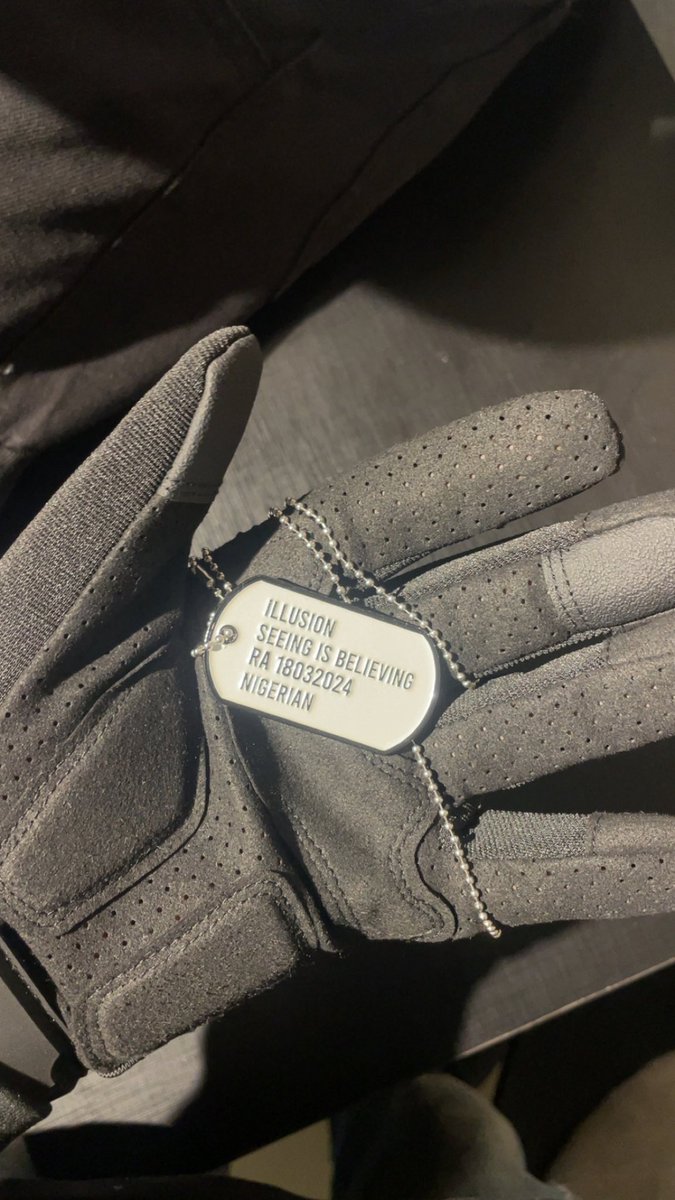 ILLUSION
SEEING IS BELIEVING
RA 18032024
NIGERIAN